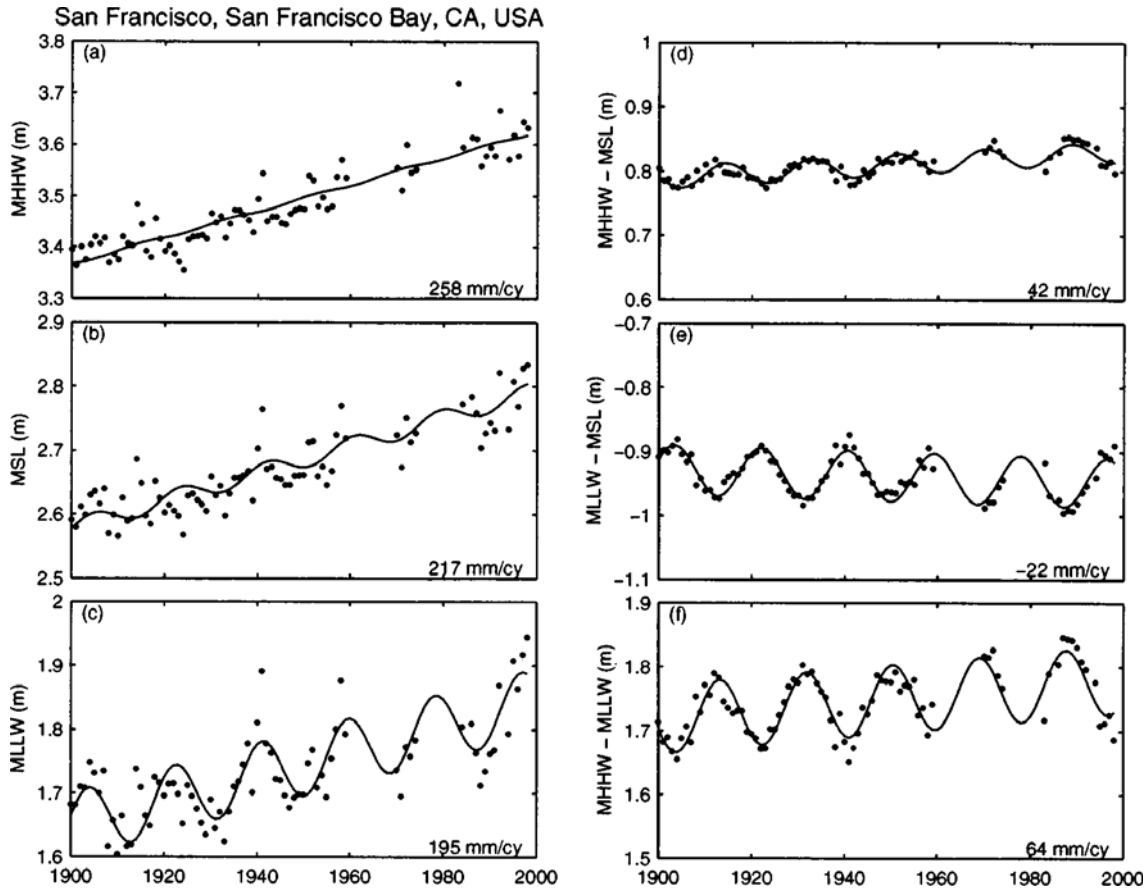 San Francisco, San Francisco Bay, CA, USA
(a)
MHHW (m)
3.8
3.7
3.6
3.5
3.4
3.3
258 mm/cy
(b)
MSL (m)
2.9
2.8
2.7
2.6
2.5
217 mm/cy
(c)
MLLW (m)
2
1.9
1.8
1.7
1.6
195 mm/cy
1900 1920 1940 1960 1980 2000
(d)
MHHW – MSL (m)
1
0.9
0.8
0.7
0.6
42 mm/cy
(e)
MLLW – MSL (m)
−0.7
−0.8
−0.9
−1
−1.1
−22 mm/cy
(f)
MHHW – MLLW (m)
1.9
1.8
1.7
1.6
1.5
64 mm/cy
1900 1920 1940 1960 1980 2000